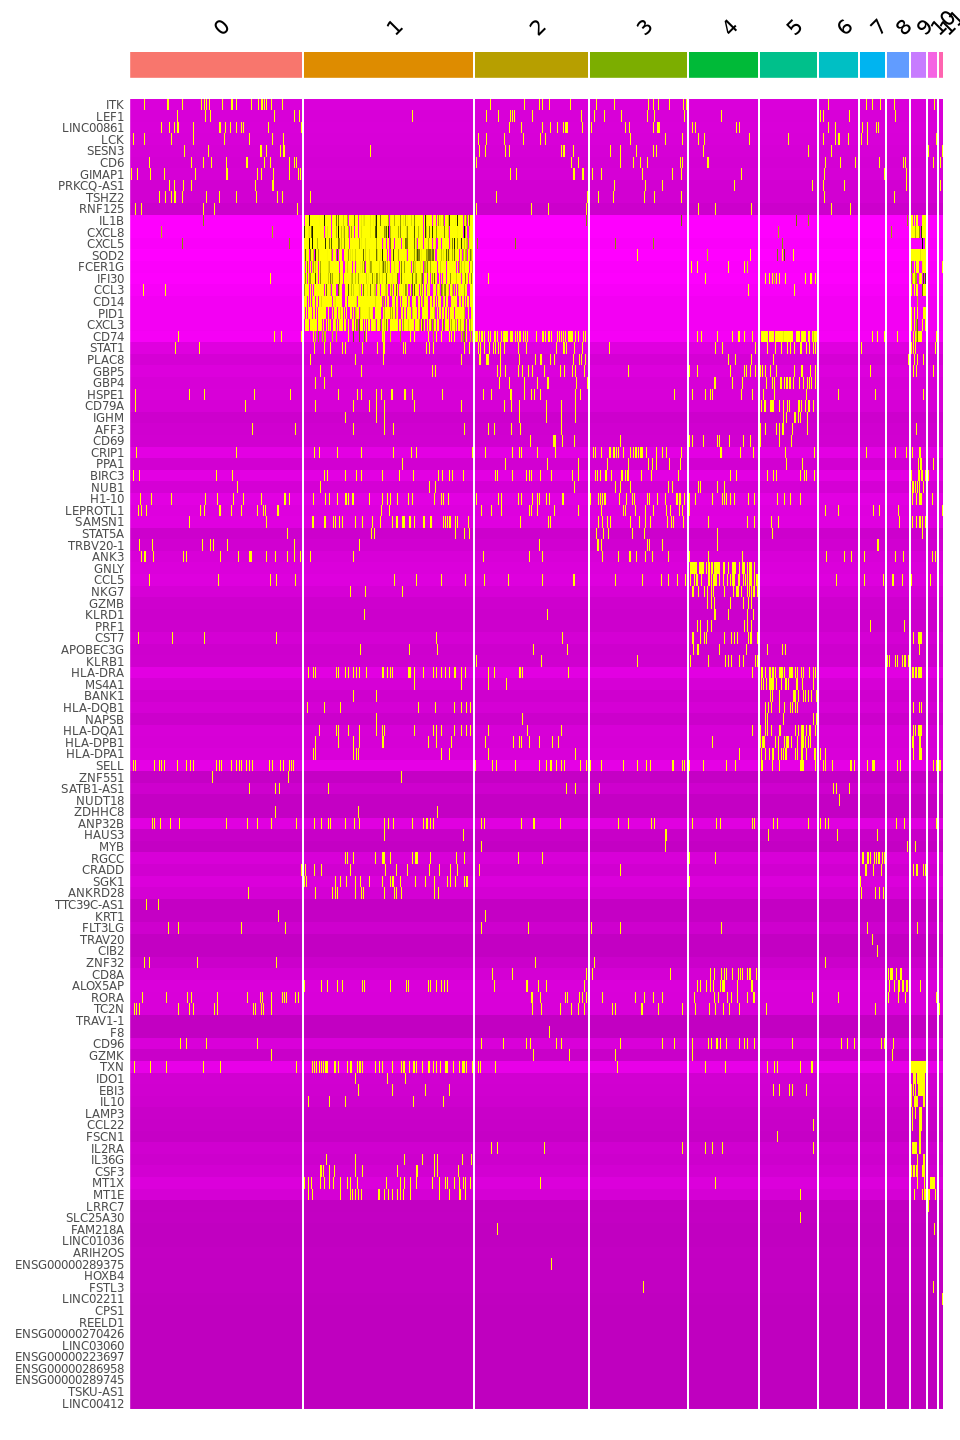 0 1 2 3 4 5 6 7 8 9 10 11
ITK
LEF1
LINC00861
LCK
SESN3
CD6
GIMAP1
PRKCQ-AS1
TSHZ2
RNF125
IL1B
CXCL8
CXCL5
SOD2
FCER1G
IFI30
CCL3
CD14
PID1
CXCL3
CD74
STAT1
PLAC8
GBP5
GBP4
HSPE1
CD79A
IGHM
AFF3
CD69
CRIP1
PPA1
BIRC3
NUB1
H1-10
LEPROTL1
SAMSN1
STAT5A
TRBV20-1
ANK3
GNLY
CCL5
NKG7
GZMB
KLRD1
PRF1
CST7
APOBEC3G
KLRB1
HLA-DRA
MS4A1
BANK1
HLA-DQB1
NAPSB
HLA-DQA1
HLA-DPB1
HLA-DPA1
SELL
ZNF551
SATB1-AS1
NUDT18
ZDHHC8
ANP32B
HAUS3
MYB
RGCC
CRADD
SGK1
ANKRD28
TTC39C-AS1
KRT1
FLT3LG
TRAV20
CIB2
ZNF32
CD8A
ALOX5AP
RORA
TC2N
TRAV1-1
F8
CD96
GZMK
TXN
IDO1
EBI3
IL10
LAMP3
CCL22
FSCN1
IL2RA
IL36G
CSF3
MT1X
MT1E
LRRC7
SLC25A30
FAM218A
LINC01036
ARIH2OS
ENSG00000289375
HOXB4
FSTL3
LINC02211
CPS1
REELD1
ENSG00000270426
LINC03060
ENSG00000223697
ENSG00000286958
ENSG00000289745
TSKU-AS1
LINC00412